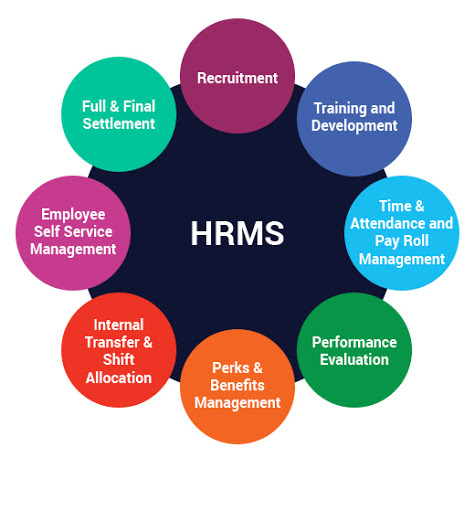 Recruitment
Training and
Development
Time &
Attendance and
Pay Roll
Management
Performance
Evaluation
Perks &
Benefits
Management
Internal
Transfer &
Shift
Allocation
Employee
Self Service
Management
Full & Final
Settlement
HRMS